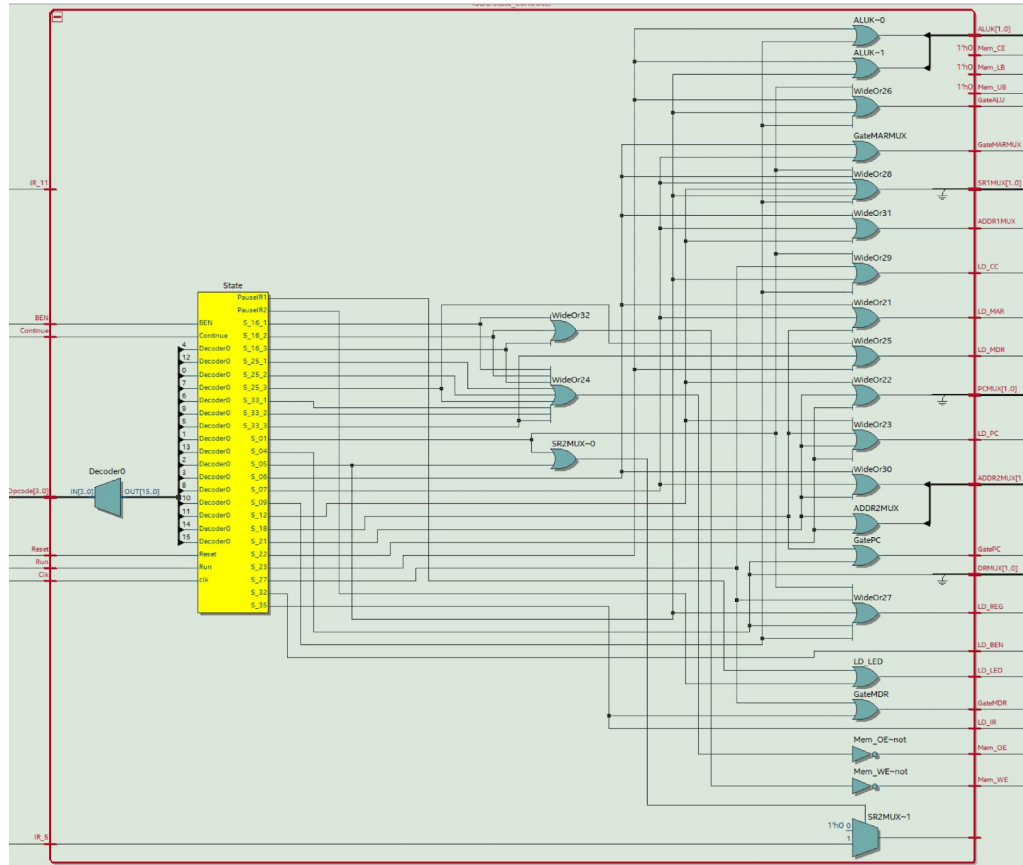 ALUK~0
ALUK[1..0]
1'h0 Mem_CE
ALUK~1
1'h0 Mem_LB
1'h0 Mem_UB
WideOr26
GateALU
GateMARMUX
GateMARMUX
WideOr28
IR_11
SR1MUX[1..0]
WideOr31
ADDR1MUX
WideOr29
LD_CC
State
PauseIR1
PauseIR2
WideOr21
LD_MAR
BEN
BEN
S_16_1
WideOr32
Continue
Continue
S_16_2
WideOr25
LD_MDR
4
Decoder0
S_16_3
12
Decoder0
S_25_1
0
Decoder0
S_25_2
WideOr24
WideOr22
PCMUX[1..0]
7
Decoder0
S_25_3
6
Decoder0
S_33_1
9
Decoder0
S_33_2
5
Decoder0
S_33_3
WideOr23
LD_PC
1
Decoder0
S_01
SR2MUX~0
13
Decoder0
S_04
2
Decoder0
S_05
3
Decoder0
S_06
WideOr30
ADDR2MUX[1..
8
Decoder0
S_07
Decoder0
Opcode[3..0]
IN[3..0]
OUT[15..0]
10
Decoder0
S_09
11
Decoder0
S_12
ADDR2MUX
14
Decoder0
S_18
15
Decoder0
S_21
GatePC
GatePC
Reset
Reset
S_22
Run
Run
S_23
DRMUX[1..0]
Clk
clk
S_27
S_32
WideOr27
LD_REG
S_35
LD_BEN
LD_LED
LD_LED
GateMDR
GateMDR
LD_IR
Mem_OE~not
Mem_OE
Mem_WE~not
Mem_WE
SR2MUX~1
1'h0 0
IR_5
1